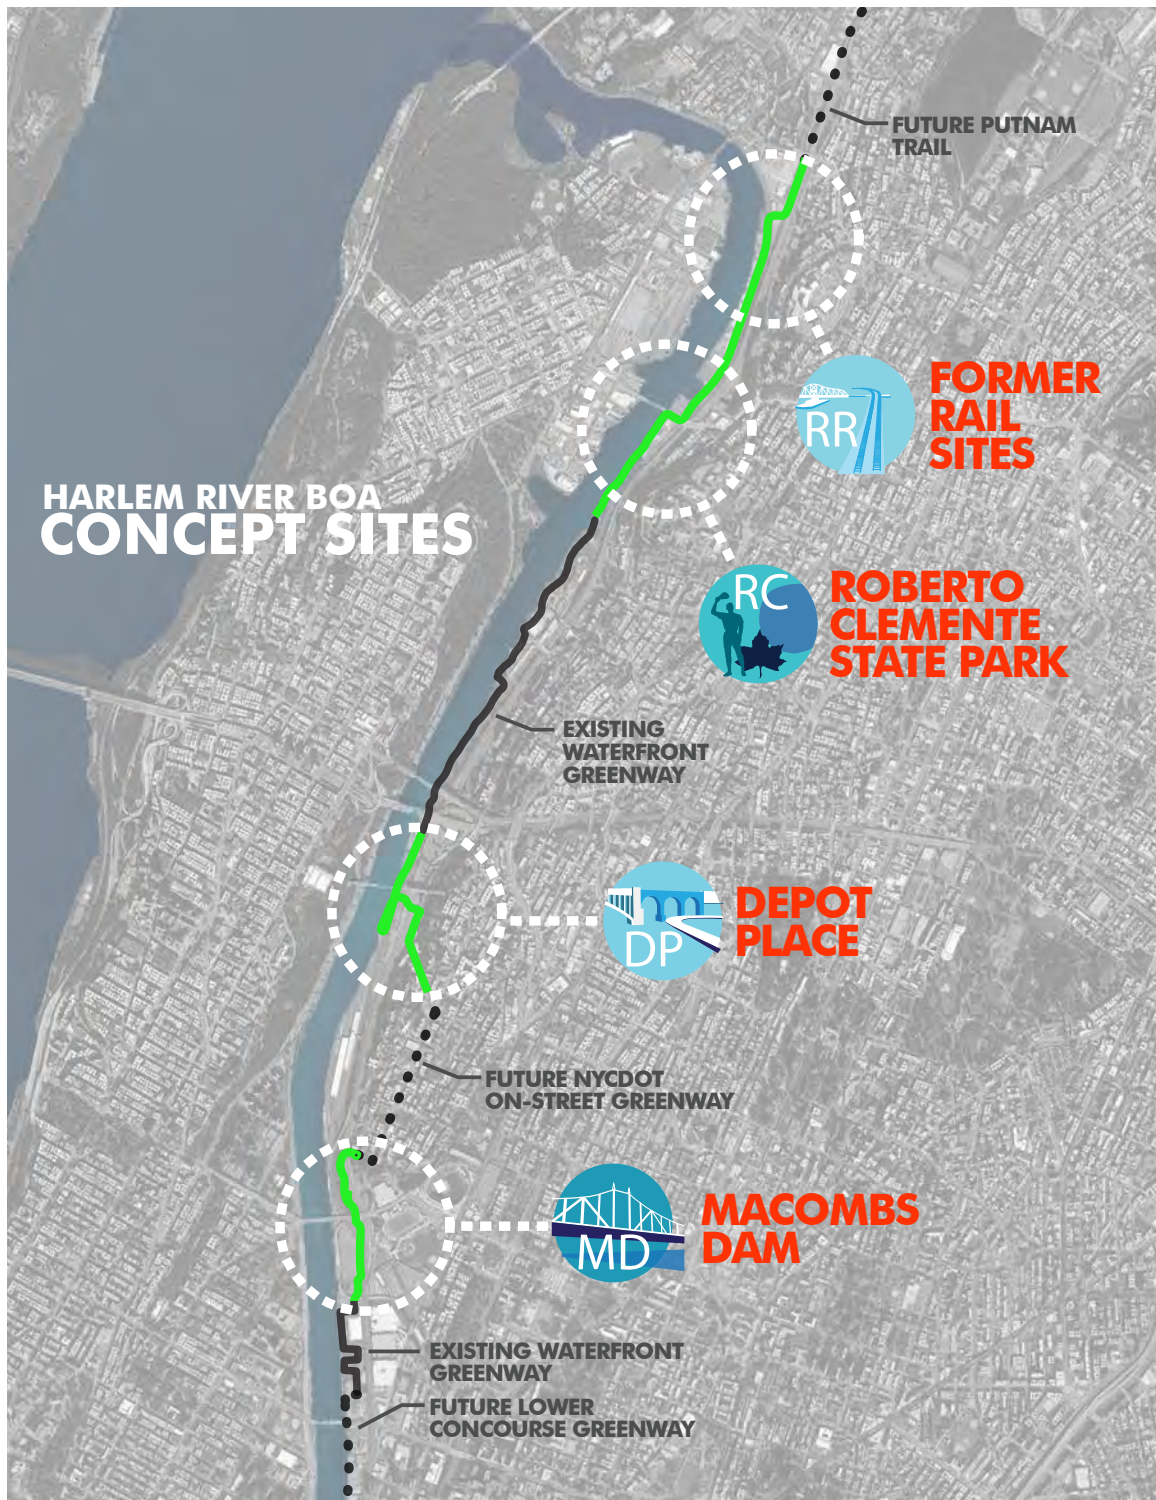 FUTURE PUTNAM
TRAIL
FORMER
RAIL
SITES
RR
HARLEM RIVER BOA
CONCEPT SITES
RC
ROBERTO
CLEMENTE
STATE PARK
EXISTING
WATERFRONT
GREENWAY
DEPOT
PLACE
DP
FUTURE NYCDOT
ON-STREET GREENWAY
MACOMBS
DAM
MD
EXISTING WATERFRONT
GREENWAY
FUTURE LOWER
CONCOURSE GREENWAY